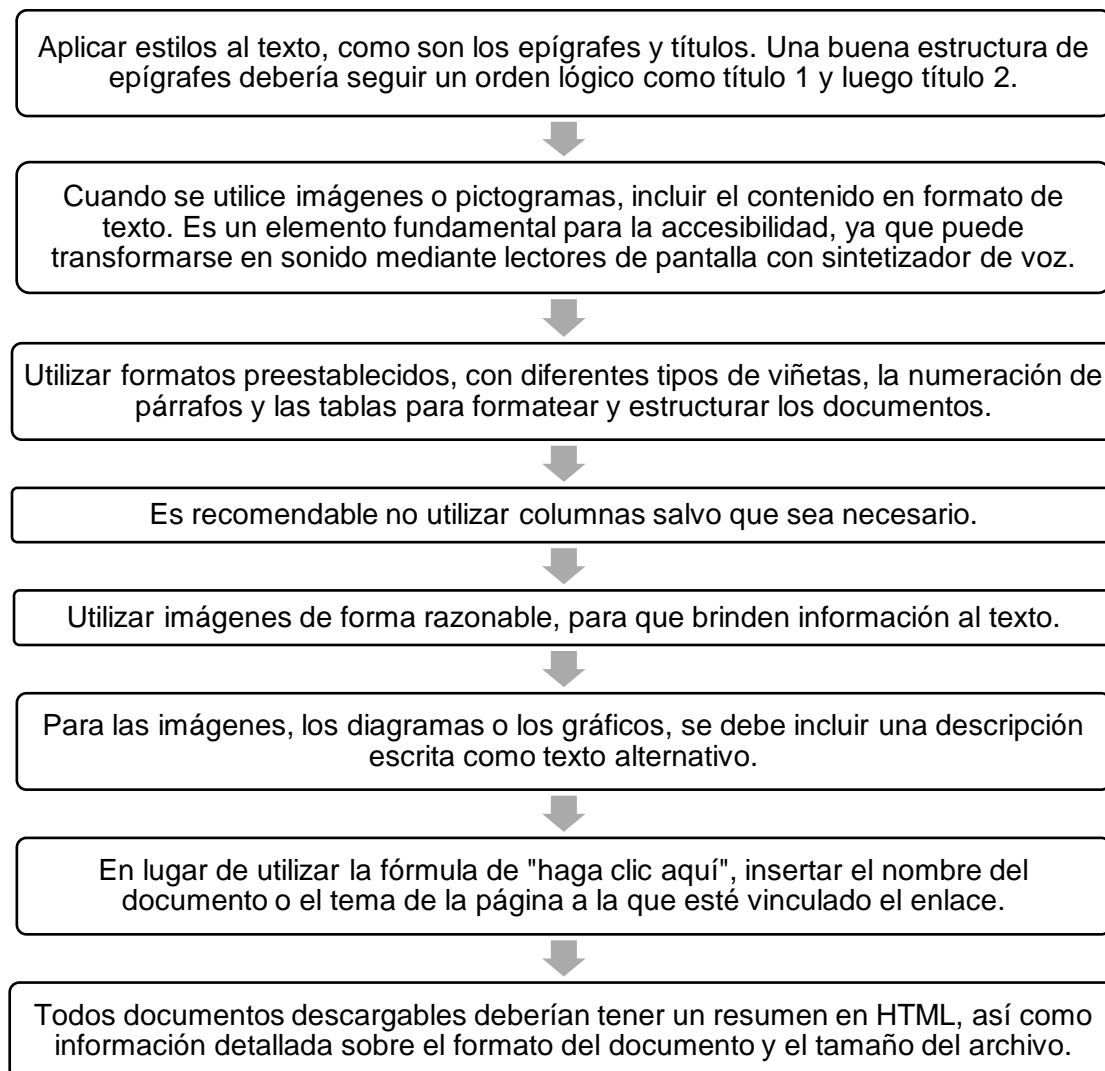 Aplicar estilos al texto, como son los epígrafes y títulos. Una buena estructura de
epígrafes debería seguir un orden lógico como título 1 y luego título 2.
Cuando se utilice imágenes o pictogramas, incluir el contenido en formato de
texto. Es un elemento fundamental para la accesibilidad, ya que puede
transformarse en sonido mediante lectores de pantalla con sintetizador de voz.
Utilizar formatos preestablecidos, con diferentes tipos de viñetas, la numeración de
párrafos y las tablas para formatear y estructurar los documentos.
Es recomendable no utilizar columnas salvo que sea necesario.
Utilizar imágenes de forma razonable, para que brinden información al texto.
Para las imágenes, los diagramas o los gráficos, se debe incluir una descripción
escrita como texto alternativo.
En lugar de utilizar la fórmula de "haga clic aquí", insertar el nombre del
documento o el tema de la página a la que esté vinculado el enlace.
Todos documentos descargables deberían tener un resumen en HTML, así como
información detallada sobre el formato del documento y el tamaño del archivo.